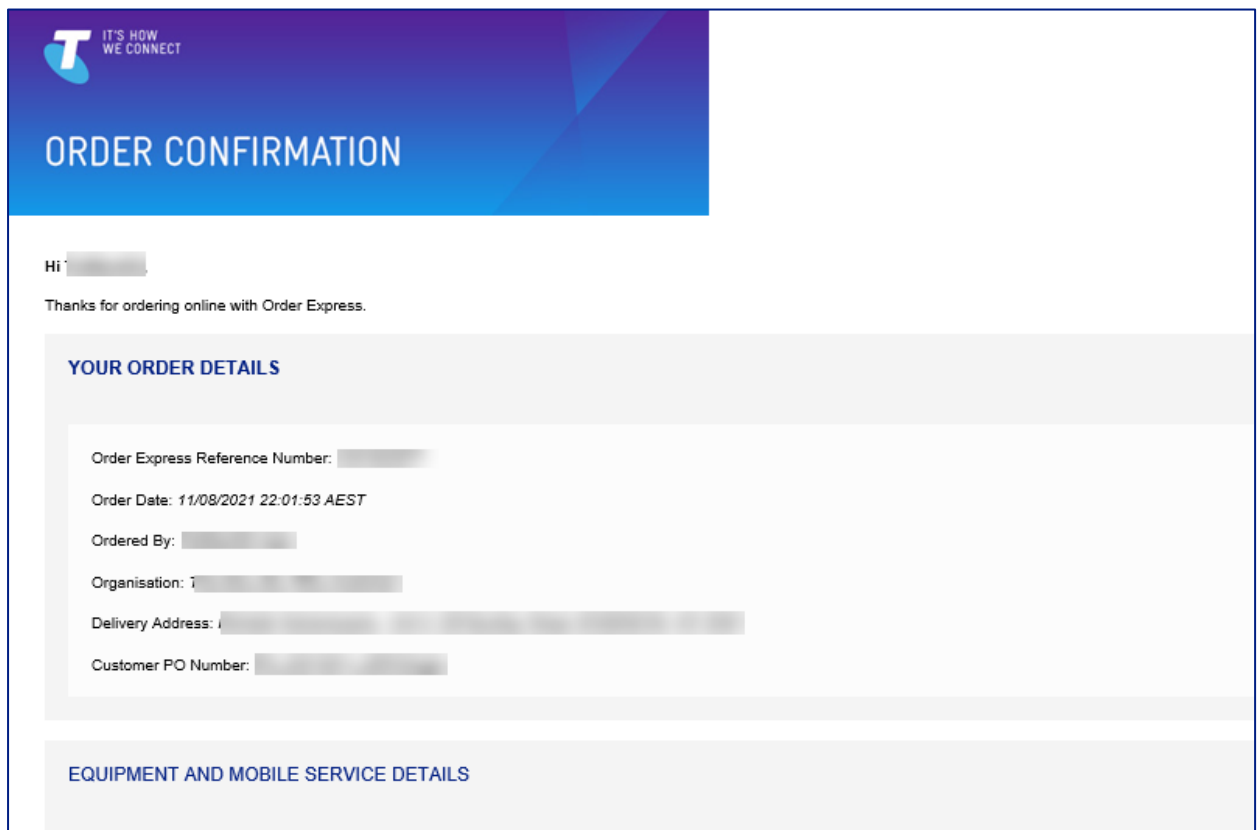 T IT'S HOW
WE CONNECT
ORDER CONFIRMATION
Hi
Thanks for ordering online with Order Express.
YOUR ORDER DETAILS
Order Express Reference Number:
Order Date: 11/08/2021 22:01:53 AEST
Ordered By:
Organisation:
Delivery Address:
Customer PO Number:
EQUIPMENT AND MOBILE SERVICE DETAILS